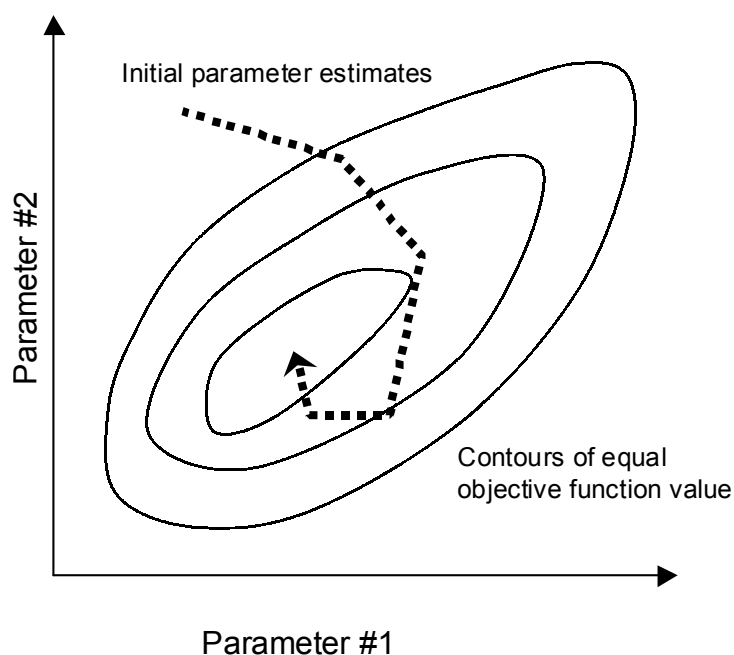 Initial parameter estimates
Parameter #2
Contours of equal
objective function value
Parameter #1